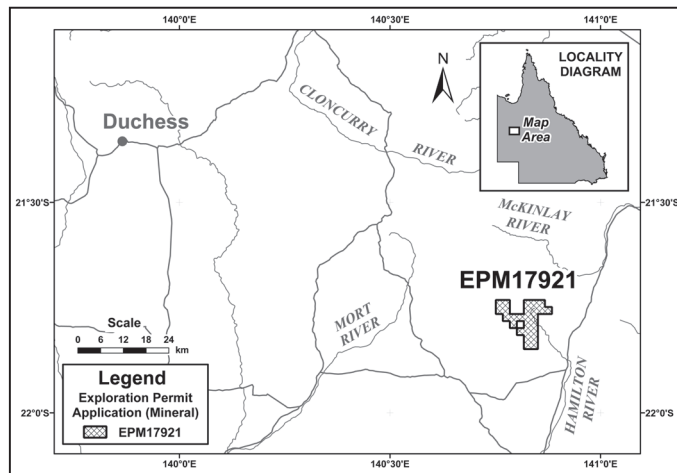 140°0'E
140°30'E
141°0'E
N
LOCALITY
DIAGRAM
Map
Area
CLONCURRY
RIVER
Duchess
21°30'S
21°30'S
McKINLAY
RIVER
EPM17921
Scale
0 6 12 18 24
km
MORT
RIVER
HAMILTON
RIVER
Legend
Exploration Permit
Application (Mineral)
EPM17921
22°0'S
22°0'S
140°0'E
140°30'E
141°0'E